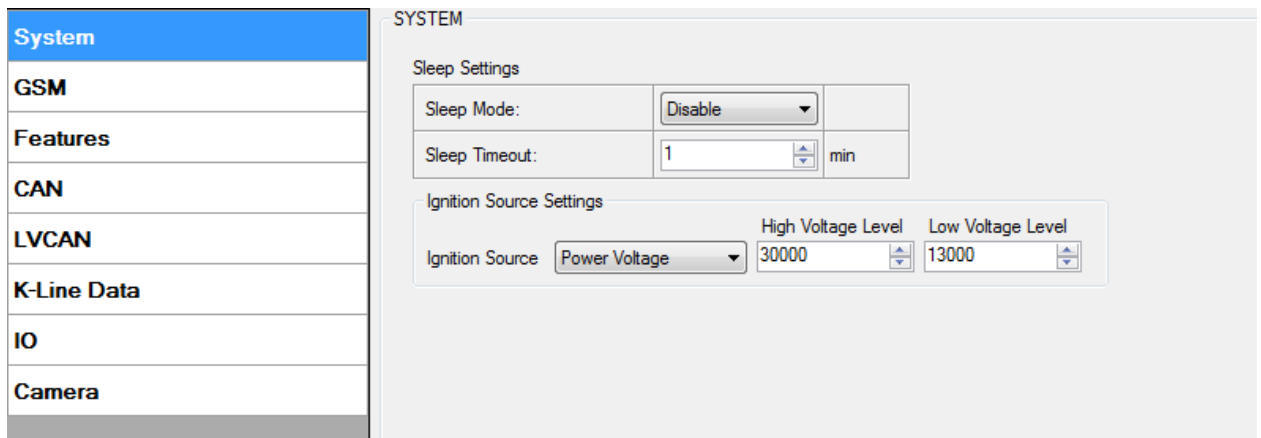 System
GSM
Features
CAN
LVCAN
K-Line Data
IO
Camera
SYSTEM
Sleep Settings
Sleep Mode: Disable
Sleep Timeout: 1 min
Ignition Source Settings
High Voltage Level Low Voltage Level
Ignition Source Power Voltage 30000 13000